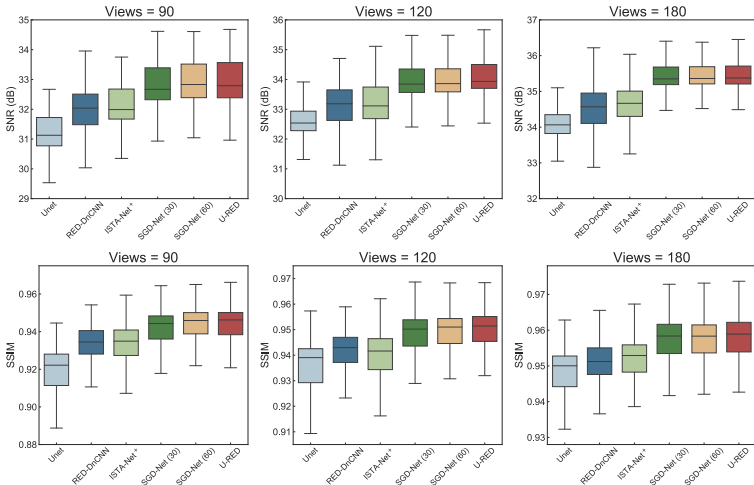 Views = 90
SNR (dB)
35
34
33
32
31
30
29
Unet
RED-DnCNN
ISTA-Net⁺
SGD-Net (30)
SGD-Net (60)
U-RED
Views = 120
SNR (dB)
36
35
34
33
32
31
30
Unet
RED-DnCNN
ISTA-Net⁺
SGD-Net (30)
SGD-Net (60)
U-RED
Views = 180
SNR (dB)
37
36
35
34
33
32
Unet
RED-DnCNN
ISTA-Net⁺
SGD-Net (30)
SGD-Net (60)
U-RED
Views = 90
SSIM
0.96
0.94
0.92
0.90
0.88
Unet
RED-DnCNN
ISTA-Net⁺
SGD-Net (30)
SGD-Net (60)
U-RED
Views = 120
SSIM
0.97
0.96
0.95
0.94
0.93
0.92
0.91
Unet
RED-DnCNN
ISTA-Net⁺
SGD-Net (30)
SGD-Net (60)
U-RED
Views = 180
SSIM
0.97
0.96
0.95
0.94
0.93
Unet
RED-DnCNN
ISTA-Net⁺
SGD-Net (30)
SGD-Net (60)
U-RED